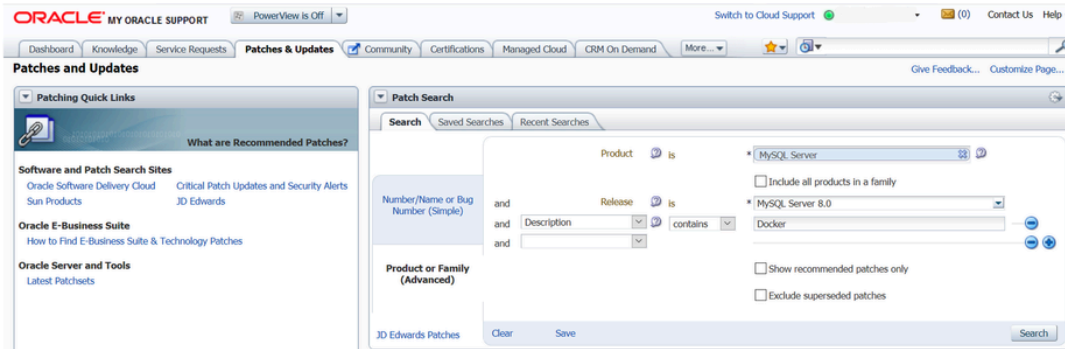 ORACLE MY ORACLE SUPPORT PowerView is Off Switch to Cloud Support (0) Contact Us Help
Dashboard Knowledge Service Requests Patches & Updates Community Certifications Managed Cloud CRM On Demand More...
Patches and Updates Give Feedback... Customize Page...
Patching Quick Links
What are Recommended Patches?
Software and Patch Search Sites
Oracle Software Delivery Cloud Critical Patch Updates and Security Alerts
Sun Products JD Edwards
Oracle E-Business Suite
How to Find E-Business Suite & Technology Patches
Oracle Server and Tools
Latest Patchsets
Patch Search
Search Saved Searches Recent Searches
Number/Name or Bug
Number (Simple)
Product or Family
(Advanced)
JD Edwards Patches
Product is * MySQL Server
Include all products in a family
and Release is * MySQL Server 8.0
and Description contains Docker
and
Show recommended patches only
Exclude superseded patches
Clear Save Search